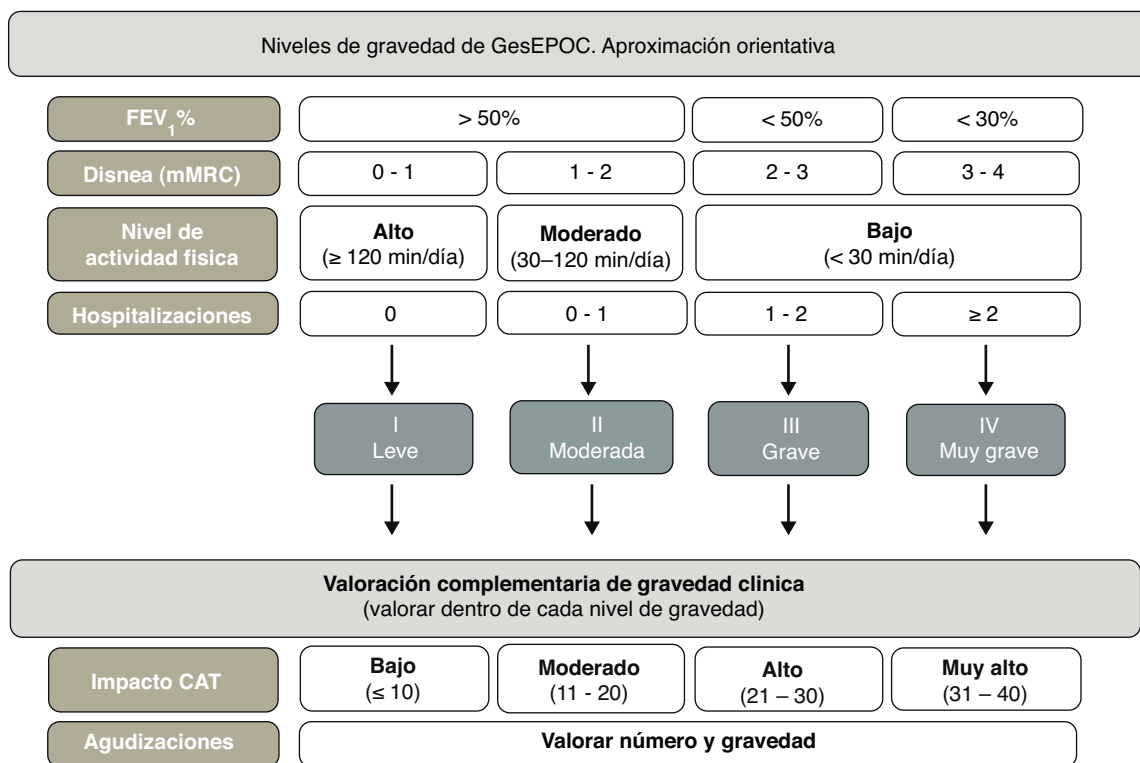 Niveles de gravedad de GesEPOC. Aproximación orientativa
FEV1% > 50% < 50% < 30%
Disnea (mMRC) 0 - 1 1 - 2 2 - 3 3 - 4
Nivel de actividad fisica
Alto (≥ 120 min/día)
Moderado (30–120 min/día)
Bajo (< 30 min/día)
Hospitalizaciones 0 0 - 1 1 - 2 ≥ 2
I Leve
II Moderada
III Grave
IV Muy grave
Valoración complementaria de gravedad clinica
(valorar dentro de cada nivel de gravedad)
Impacto CAT
Bajo (≤ 10)
Moderado (11 - 20)
Alto (21 – 30)
Muy alto (31 – 40)
Agudizaciones Valorar número y gravedad